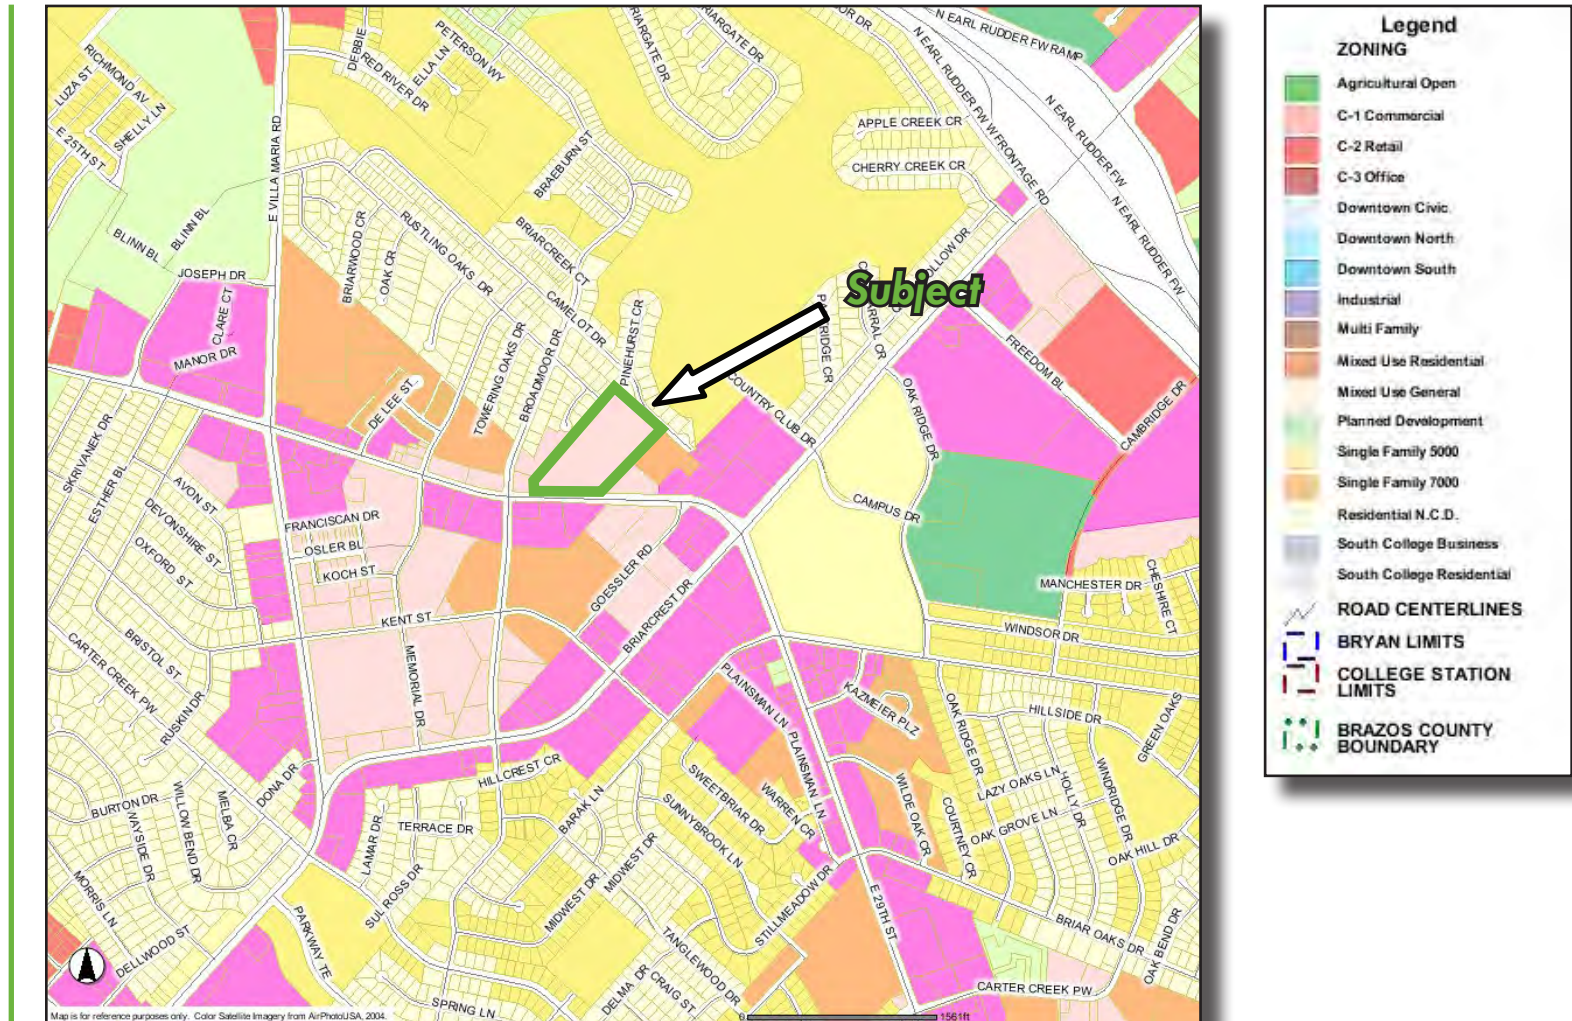 N EARL RUDDER FW RAMP
DEBBIE
PETERSON WY
ELLA LN
RED RIVER DR
RICHMOND AV
LUZA ST
SHELLY LN
E 25TH ST
E VILLA MARIA RD
N EARL RUDDER FW W FRONTAGE RD
N EARL RUDDER FW
N EARL RUDDER FW
APPLE CREEK CR
CHERRY CREEK CR
BRAEBURN ST
BRIARGATE DR
BRIARCREEK CT
RUSTLING OAKS DR
BRIARWOOD CR
OAK CR
BLINN BL
BLINN BL
JOSEPH DR
CLARE CT
MANOR DR
CAMELOT DR
PINEHURST CR
Subject
FREEDOM BL
CAMBRIDGE DR
COUNTRY CLUB DR
OAK RIDGE DR
TOWERING OAKS DR
BROADMOOR DR
DE LEE ST
SKRIVANEK DR
ESTHER BL
AVON ST
DEVONSHIRE ST
OXFORD ST
FRANCISCAN DR
OSLER BL
KOCH ST
KENT ST
GOESSLER RD
BRIARCREST DR
CAMPUS DR
MANCHESTER DR
CHESHIRE CT
WINDSOR DR
BRISTOL ST
CARTER CREEK PW
RUSKIN DR
MEMORIAL DR
PLAINSMAN LN
PLAINSMAN LN
KAZMEIER PLZ
OAK RIDGE DR
HILLSIDE DR
GREEN OAKS
DONA DR
HILLCREST CR
BURTON DR
WAYSIDE DR
WILLOW BEND DR
MELBA CR
LAMAR DR
TERRACE DR
BARAK LN
SWEETBRIAR DR
WARREN CR
SUNNYBROOK LN
WILDE OAK CR
COURTNEY CR
LAZY OAKS LN
HOLLY DR
WINDRIDGE DR
OAK GROVE LN
OAK HILL DR
MORRIS LN
DELLWOOD ST
SUL ROSS DR
PARKWAY TE
MIDWEST DR
MIDWEST DR
STILLMEADOW DR
E 29TH ST
BRIAR OAKS DR
OAK BEND DR
TANGLEWOOD DR
DELMA DR
CRAIG ST
SPRING LN
CARTER CREEK PW
Map is for reference purposes only. Color Satellite Imagery from AirPhotoUSA, 2004.
0
1561ft
Legend
ZONING
Agricultural Open
C-1 Commercial
C-2 Retail
C-3 Office
Downtown Civic
Downtown North
Downtown South
Industrial
Multi Family
Mixed Use Residential
Mixed Use General
Planned Development
Single Family 5000
Single Family 7000
Residential N.C.D.
South College Business
South College Residential
ROAD CENTERLINES
BRYAN LIMITS
COLLEGE STATION
LIMITS
BRAZOS COUNTY
BOUNDARY